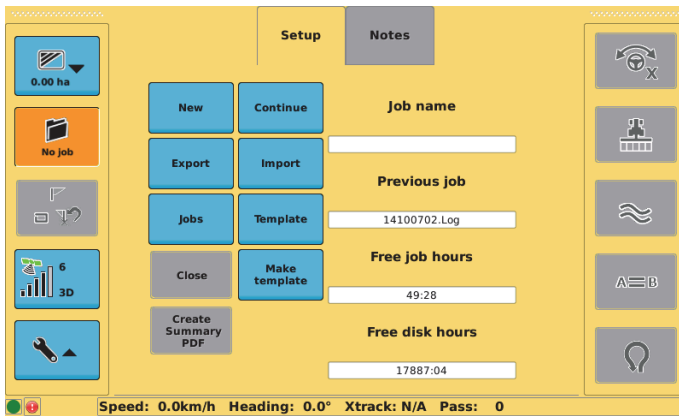 Setup
Notes
0.00 ha
No job
6
3D
New
Continue
Export
Import
Jobs
Template
Close
Make
template
Create
Summary
PDF
Job name
Previous job
14100702.Log
Free job hours
49:28
Free disk hours
17887:04
X
A B
Speed: 0.0km/h Heading: 0.0° Xtrack: N/A Pass: 0